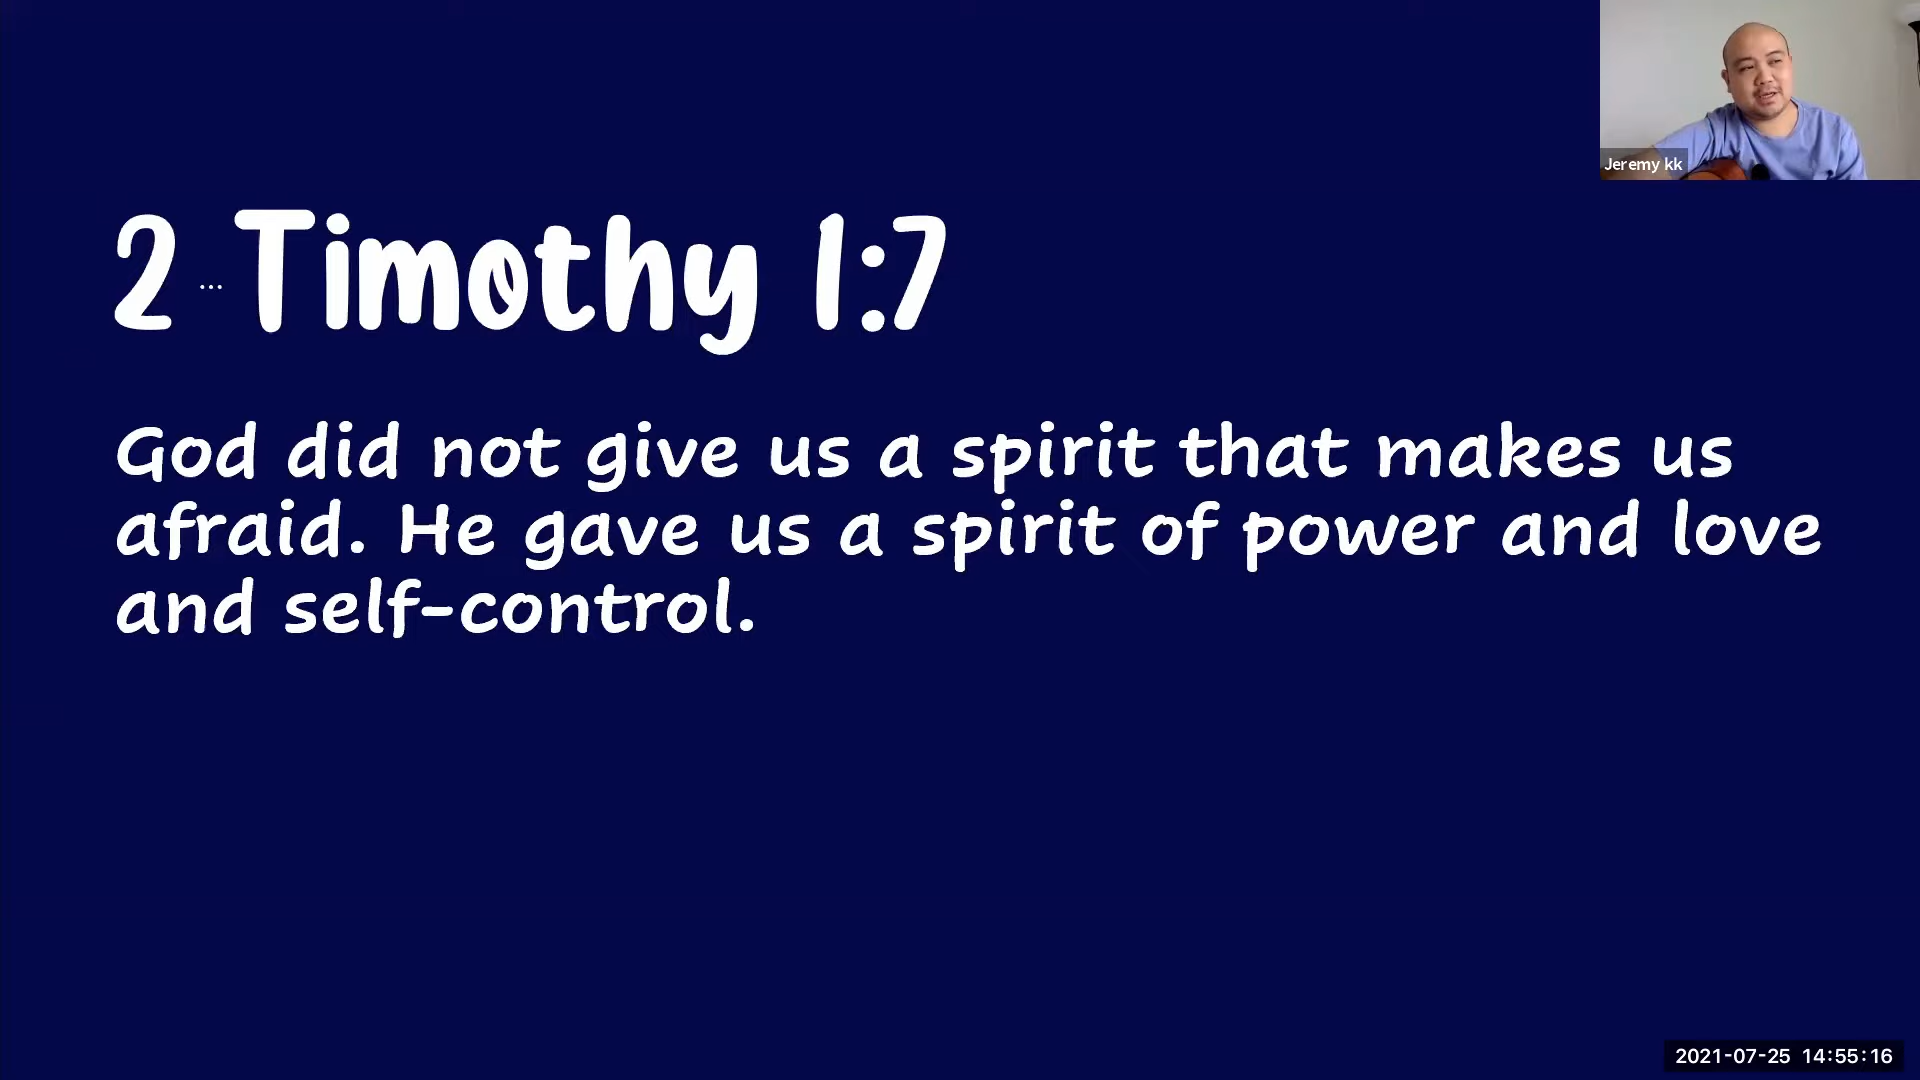 Jeremy kk
2 ... Timothy 1:7
God did not give us a spirit that makes us
afraid. He gave us a spirit of power and love
and self-control.
2021-07-25 14:55:16